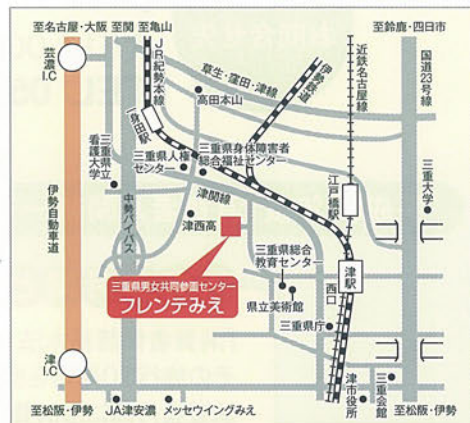 至名古屋・大阪
至関
至亀山
至鈴鹿・四日市
芸濃
I.C
JR紀勢本線
草生・窪田・津線
伊勢鉄道
近鉄名古屋線
国道23号線
高田本山
一身田駅
三重県立
看護大学
三重県人権
センター
三重県身体障害者
総合福祉センター
江戸橋駅
三重大学
伊勢自動車道
中勢バイパス
津関線
津西高
三重県総合
教育センター
津駅
西口
三重県男女共同参画センター
フレンテみえ
県立美術館
三重県庁
津
I.C
津市役所
三重会館
至松阪・伊勢
JA津安濃
メッセウイングみえ
至松阪・伊勢